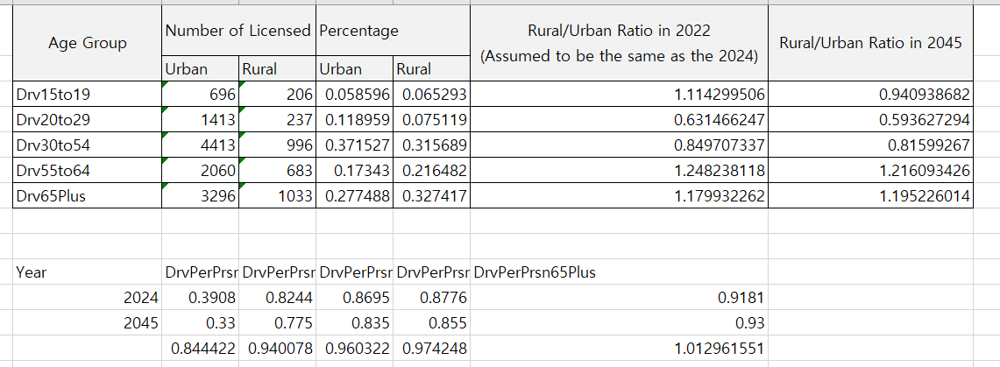 Age Group Number of Licensed Percentage Rural/Urban Ratio in 2022 (Assumed to be the same as the 2024) Rural/Urban Ratio in 2045
Urban Rural Urban Rural
Drv15to19 696 206 0.058596 0.065293 1.114299506 0.940938682
Drv20to29 1413 237 0.118959 0.075119 0.631466247 0.593627294
Drv30to54 4413 996 0.371527 0.315689 0.849707337 0.81599267
Drv55to64 2060 683 0.17343 0.216482 1.248238118 1.216093426
Drv65Plus 3296 1033 0.277488 0.327417 1.179932262 1.195226014
Year DrvPerPrsr DrvPerPrsr DrvPerPrsr DrvPerPrsr DrvPerPrsn65Plus
2024 0.3908 0.8244 0.8695 0.8776 0.9181
2045 0.33 0.775 0.835 0.855 0.93
0.844422 0.940078 0.960322 0.974248 1.012961551